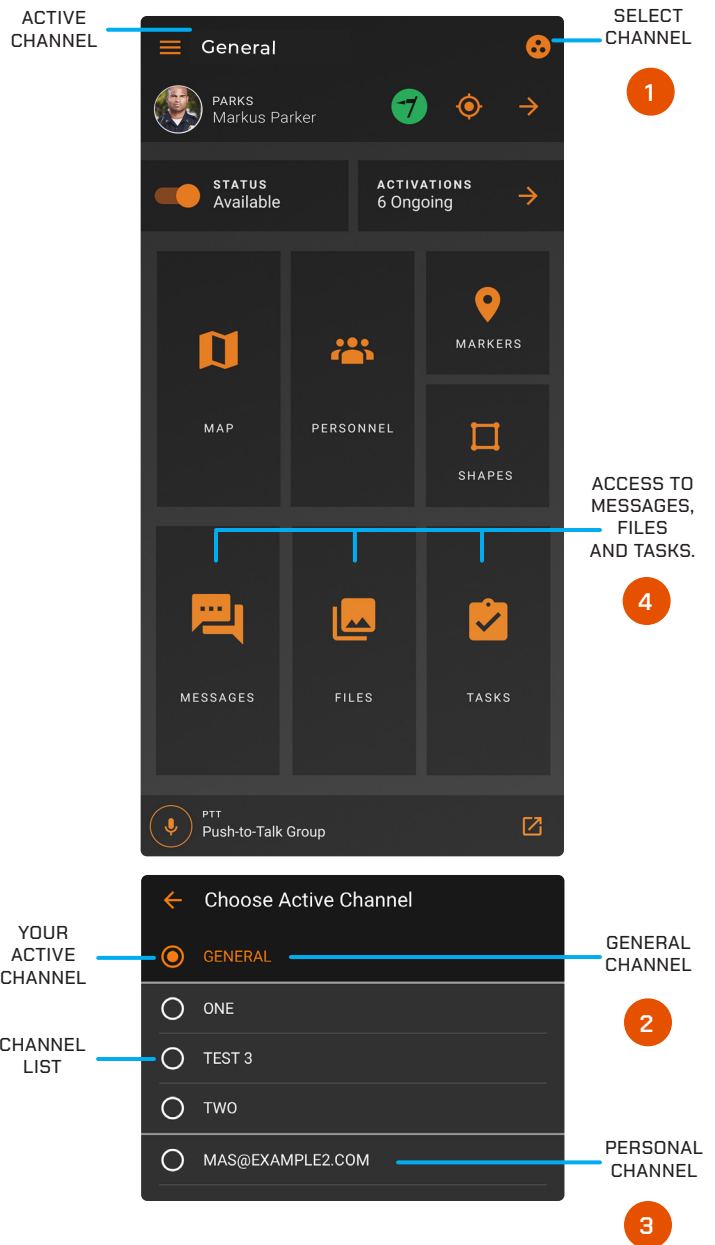 ACTIVE
CHANNEL
General
SELECT
CHANNEL
1
PARKS
Markus Parker
7
STATUS
Available
ACTIVATIONS
6 Ongoing
MAP
PERSONNEL
MARKERS
SHAPES
ACCESS TO
MESSAGES,
FILES
AND TASKS.
4
MESSAGES
FILES
TASKS
PTT
Push-to-Talk Group
Choose Active Channel
YOUR
ACTIVE
CHANNEL
GENERAL
GENERAL
CHANNEL
2
ONE
CHANNEL
LIST
TEST 3
TWO
MAS@EXAMPLE2.COM
PERSONAL
CHANNEL
3